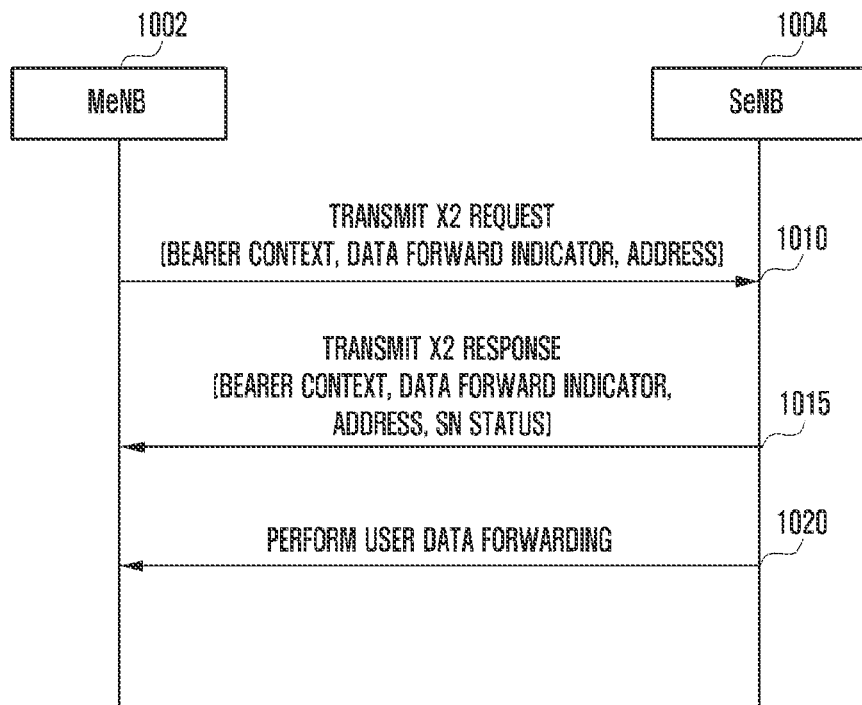 1002
1004
MeNB
SeNB
TRANSMIT X2 REQUEST
[BEARER CONTEXT, DATA FORWARD INDICATOR, ADDRESS]
1010
TRANSMIT X2 RESPONSE
[BEARER CONTEXT, DATA FORWARD INDICATOR,
ADDRESS, SN STATUS]
1015
PERFORM USER DATA FORWARDING
1020